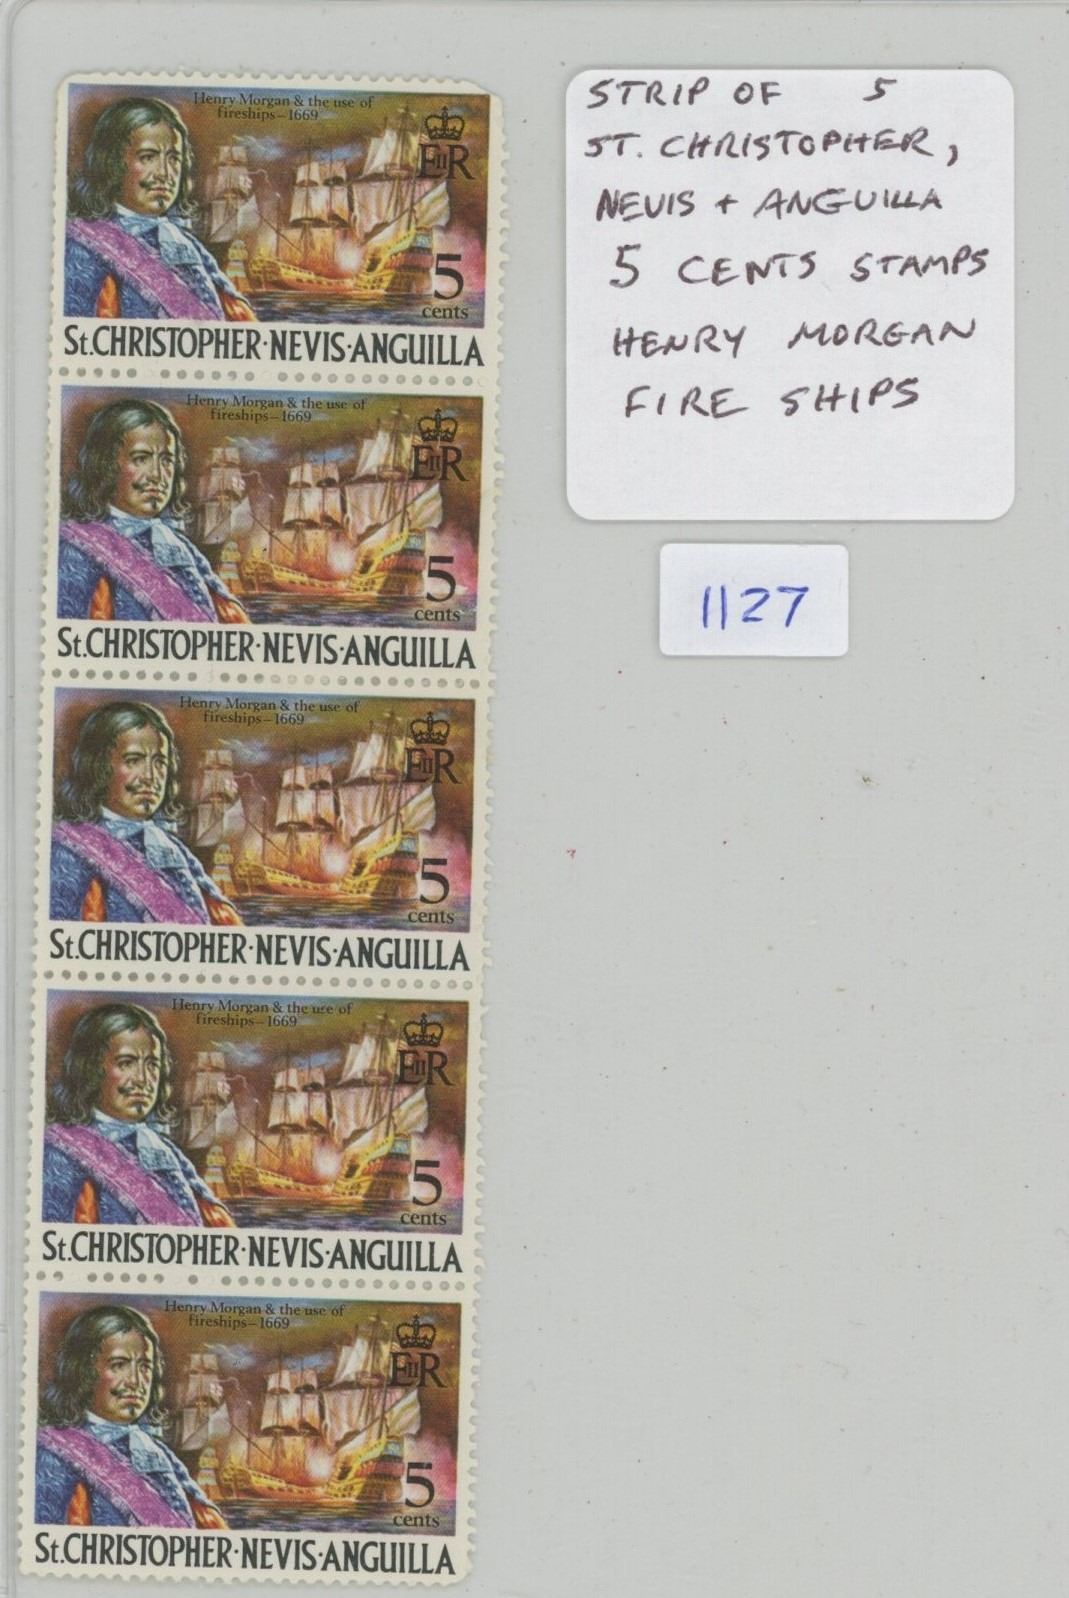 Henry Morgan & the use of
fireships—1669
EIIR
5
cents
St.CHRISTOPHER·NEVIS·ANGUILLA
Henry Morgan & the use of
fireships—1669
EIIR
5
cents
St.CHRISTOPHER·NEVIS·ANGUILLA
Henry Morgan & the use of
fireships—1669
EIIR
5
cents
St.CHRISTOPHER·NEVIS·ANGUILLA
Henry Morgan & the use of
fireships—1669
EIIR
5
cents
St.CHRISTOPHER·NEVIS·ANGUILLA
Henry Morgan & the use of
fireships—1669
EIIR
5
cents
St.CHRISTOPHER·NEVIS·ANGUILLA
STRIP OF 5
ST. CHRISTOPHER,
NEVIS + ANGUILLA
5 CENTS STAMPS
HENRY MORGAN
FIRE SHIPS
1127